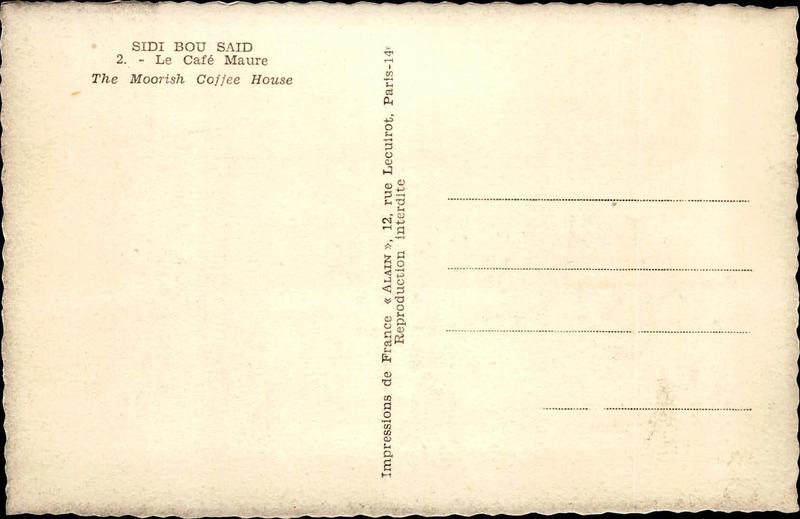 SIDI BOU SAID
2. - Le Café Maure
The Moorish Coffee House
Impressions de France « ALAIN », 12, rue Lecuirot, Paris-14e
Reproduction interdite